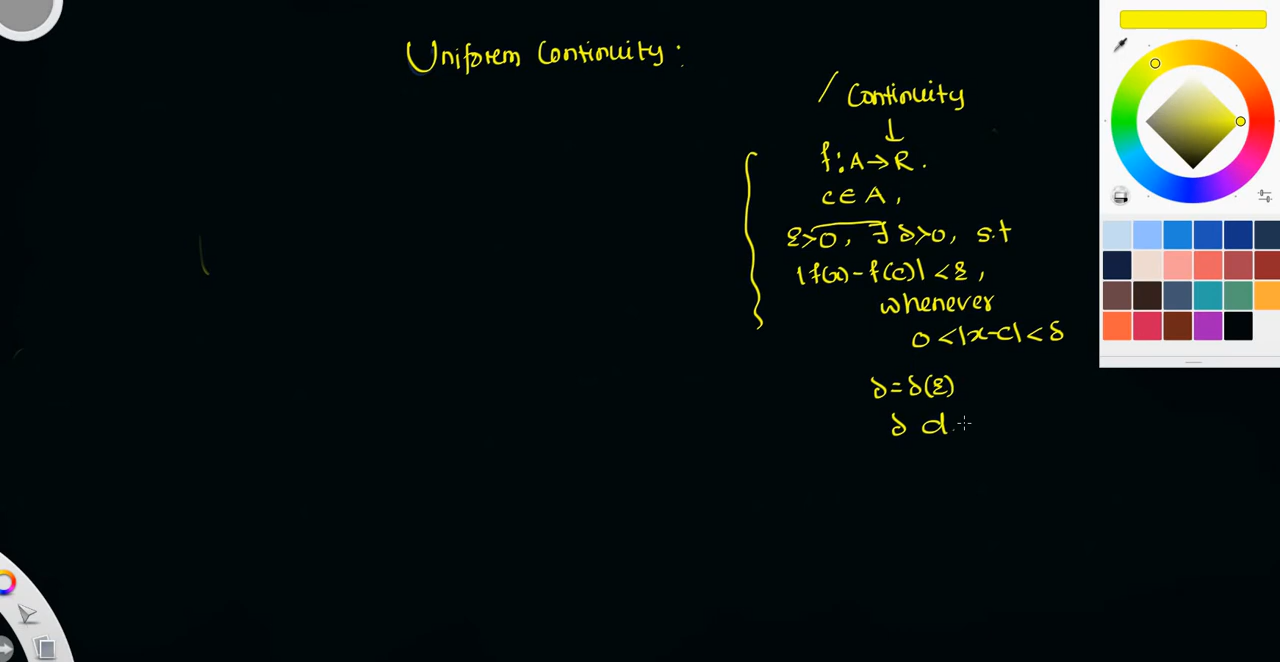 Uniform Continuity :
/ Continuity
↓
f : A → R .
c ∈ A ,
ε>0 , ∃ δ>0, s.t
|f(x) - f(c)| < ε ,
whenever
0 < |x-c| < δ
δ = δ(ε)
δ d